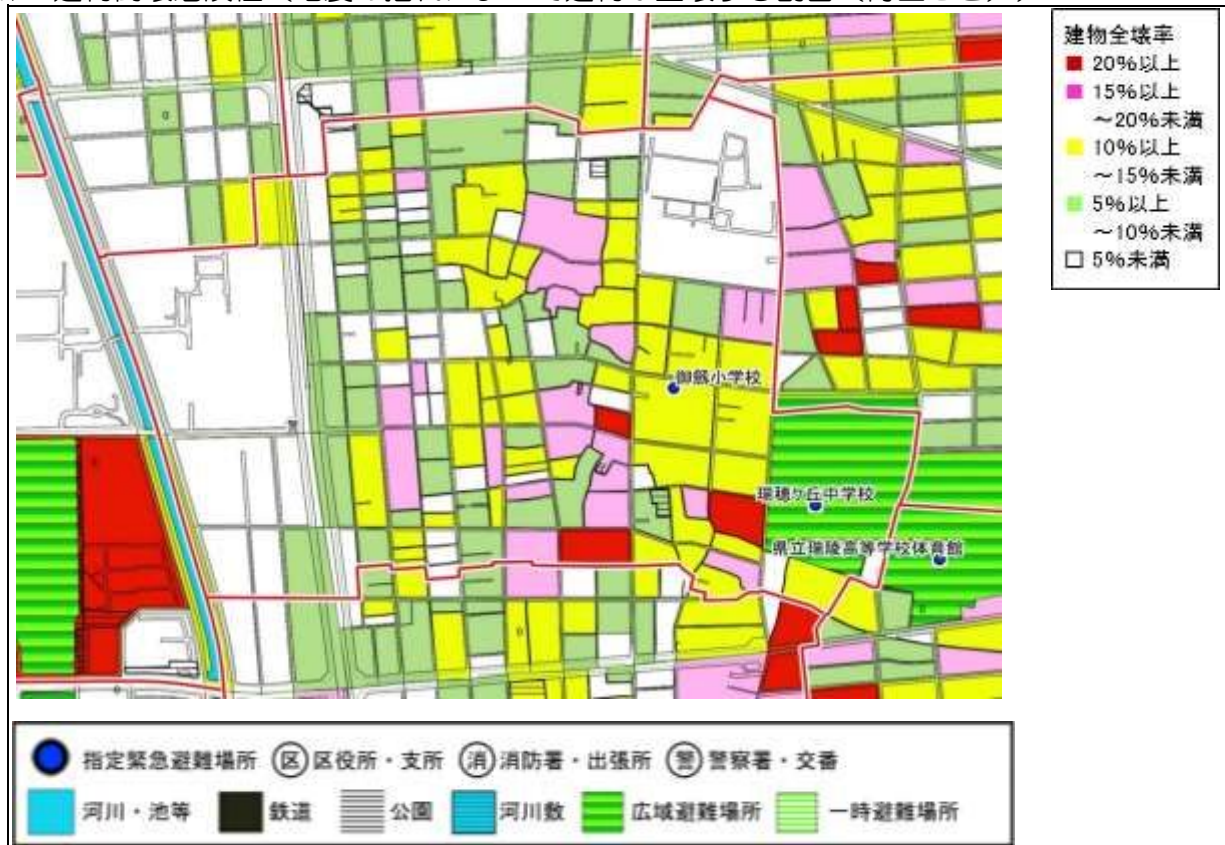 建物全壊率
20%以上
15%以上
～20%未満
10%以上
～15%未満
5%以上
～10%未満
5%未満
御劔小学校
瑞穂ケ丘中学校
県立瑞陵高等学校体育館
指定緊急避難場所 区 区役所・支所 消 消防署・出張所 警 警察署・交番
河川・池等 鉄道 公園 河川敷 広域避難場所 一時避難場所